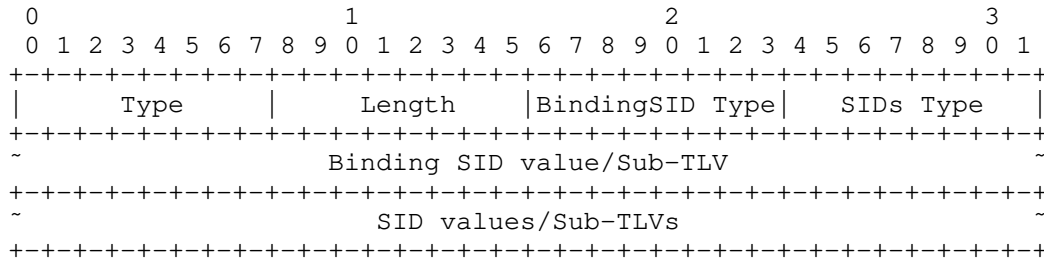 0                   1                   2                   3
 0 1 2 3 4 5 6 7 8 9 0 1 2 3 4 5 6 7 8 9 0 1 2 3 4 5 6 7 8 9 0 1
+-+-+-+-+-+-+-+-+-+-+-+-+-+-+-+-+-+-+-+-+-+-+-+-+-+-+-+-+-+-+-+-+
|      Type     |     Length    |BindingSID Type|   SIDs Type   |
+-+-+-+-+-+-+-+-+-+-+-+-+-+-+-+-+-+-+-+-+-+-+-+-+-+-+-+-+-+-+-+-+
~                   Binding SID value/Sub-TLV                   ~
+-+-+-+-+-+-+-+-+-+-+-+-+-+-+-+-+-+-+-+-+-+-+-+-+-+-+-+-+-+-+-+-+
~                      SID values/Sub-TLVs                      ~
+-+-+-+-+-+-+-+-+-+-+-+-+-+-+-+-+-+-+-+-+-+-+-+-+-+-+-+-+-+-+-+-+